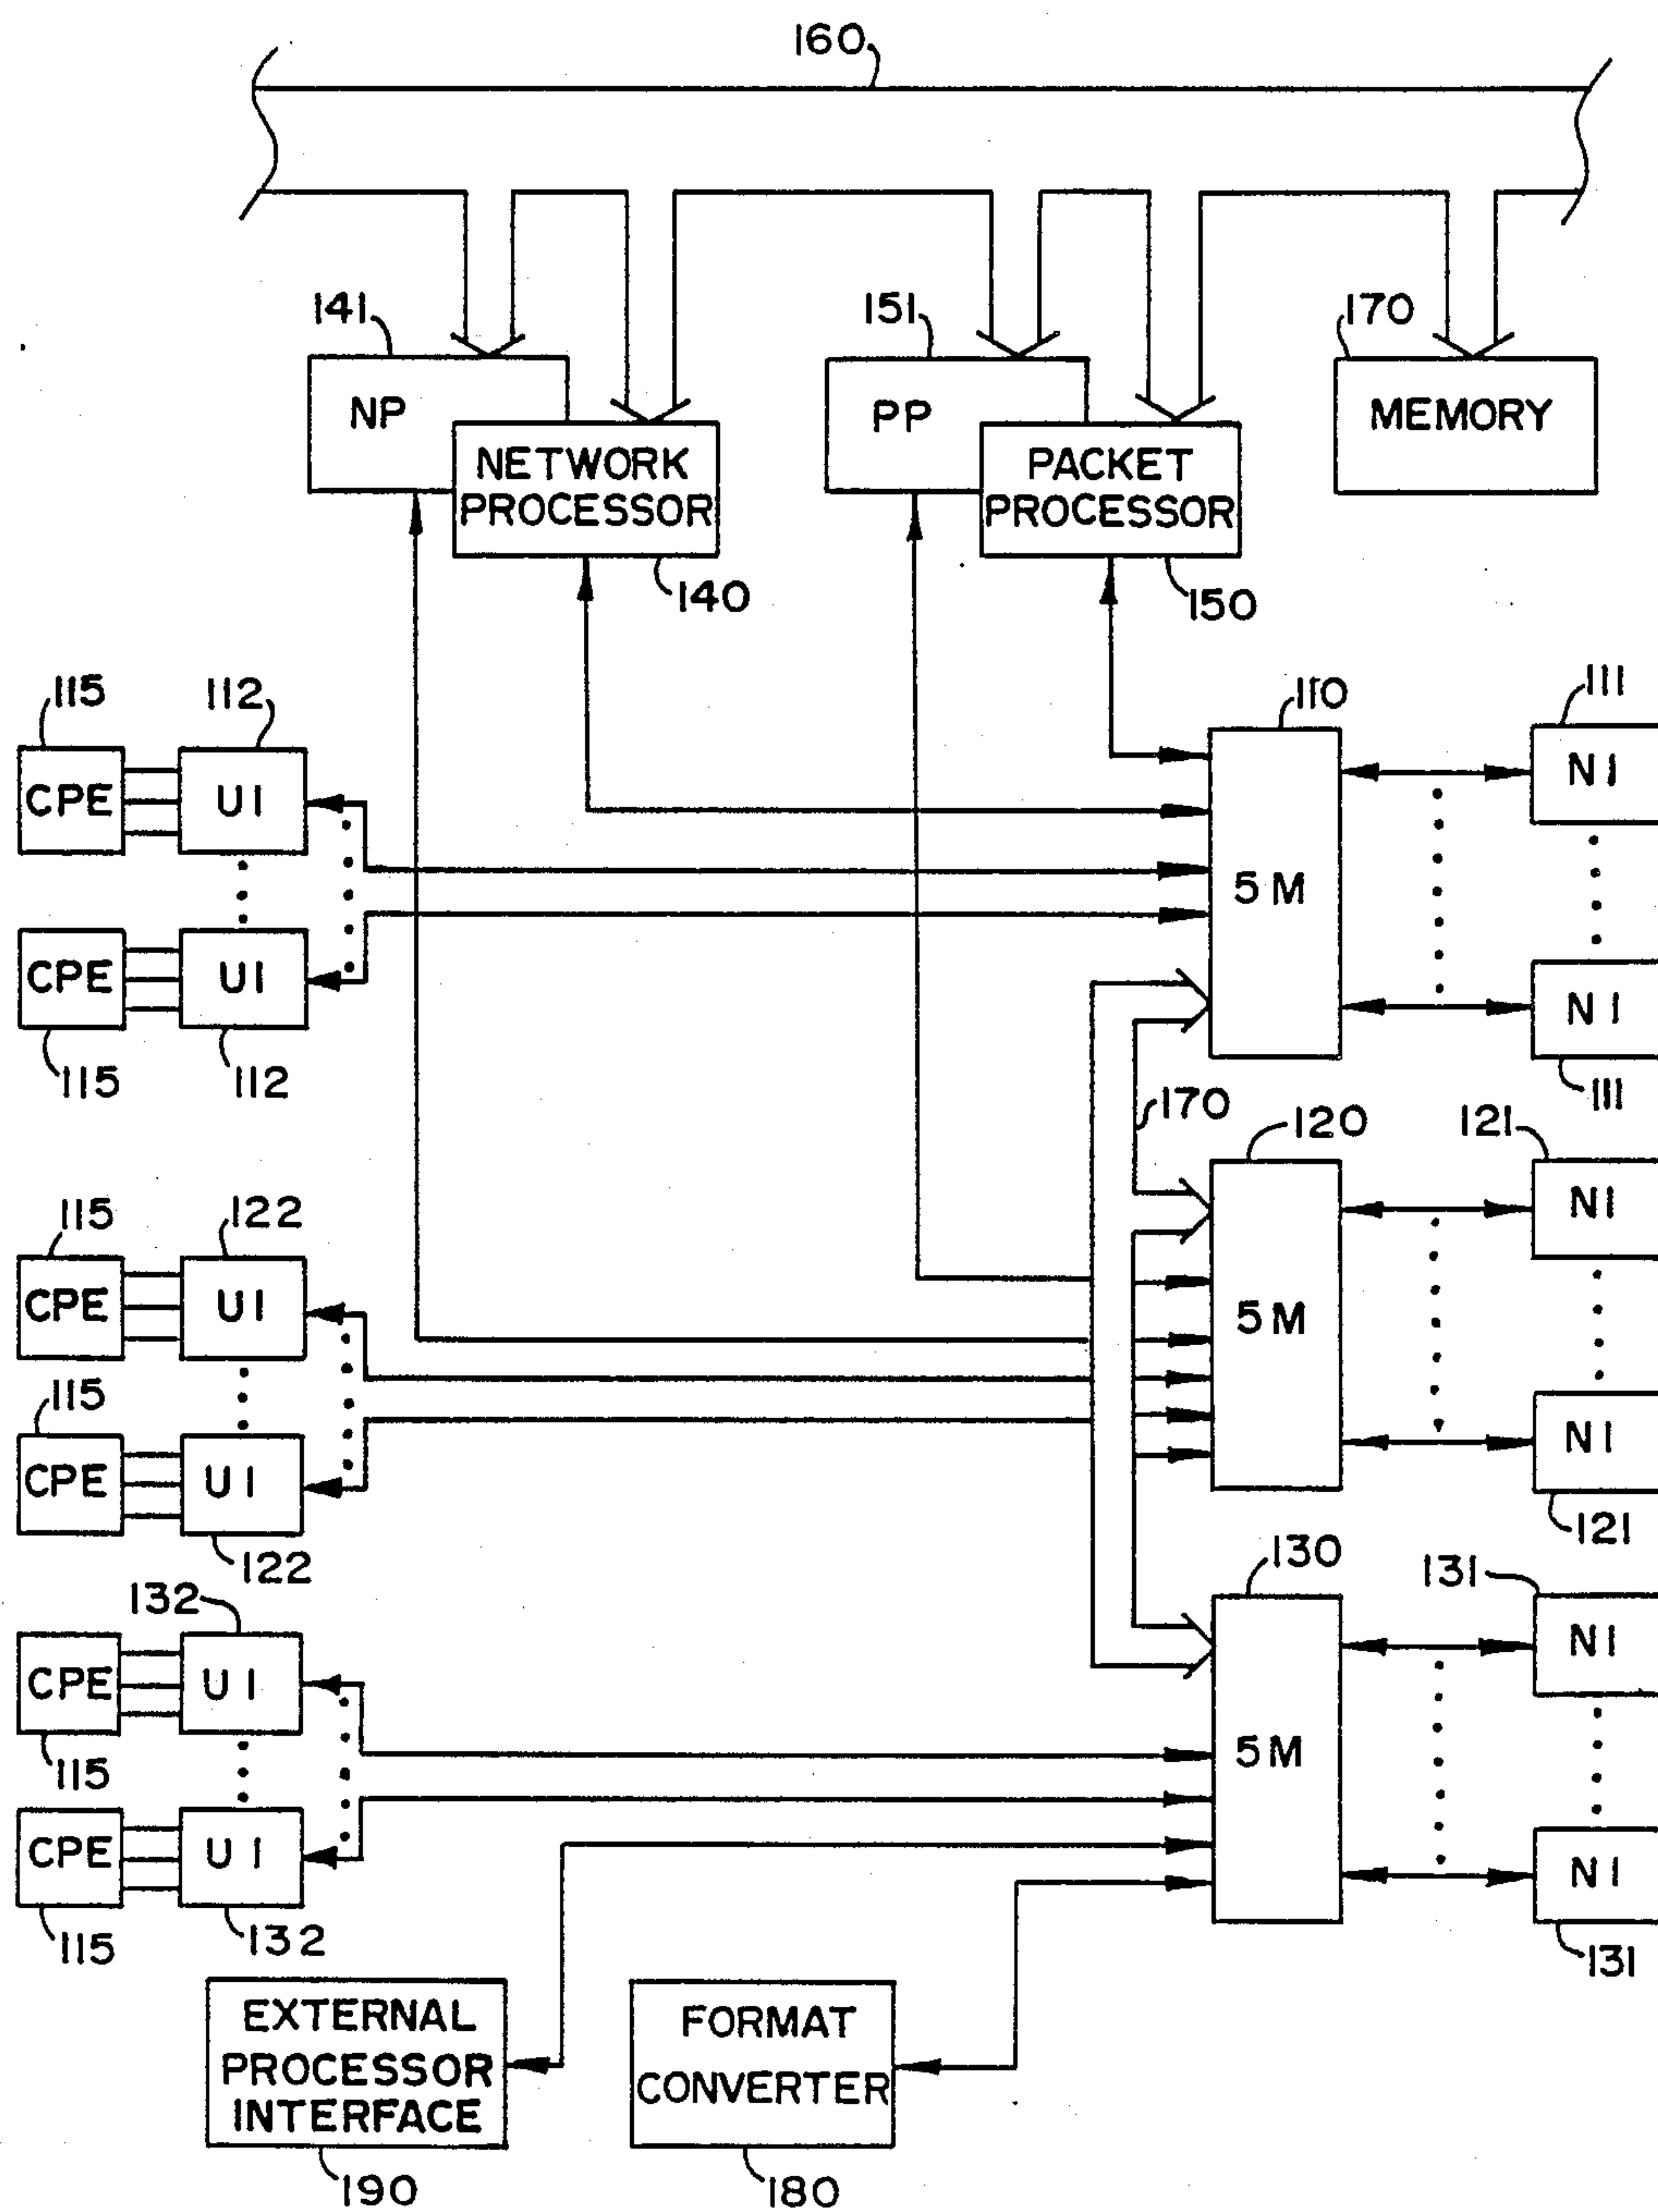 160
141
151
170
NP
PP
MEMORY
NETWORK
PROCESSOR
PACKET
PROCESSOR
140
150
115
112
110
111
CPE
UI
NI
5M
CPE
UI
NI
115
112
111
170
120
121
115
122
NI
CPE
UI
5M
115
CPE
UI
NI
122
121
132
130
131
CPE
UI
NI
115
5M
CPE
UI
NI
115
132
131
EXTERNAL
PROCESSOR
INTERFACE
FORMAT
CONVERTER
190
180